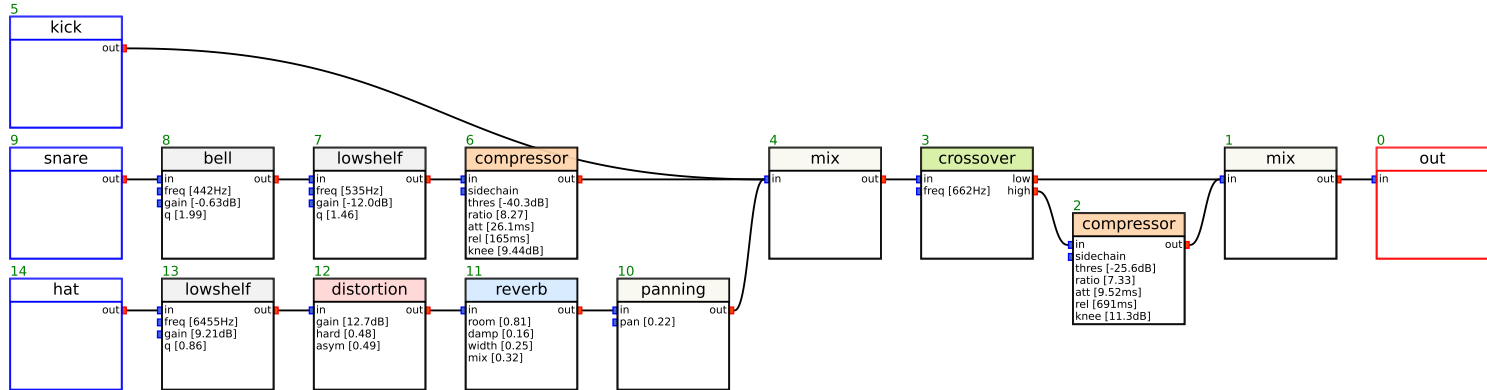 5
kick
out
9
snare
out
8
bell
in out
freq [442Hz]
gain [-0.63dB]
q [1.99]
7
lowshelf
in out
freq [535Hz]
gain [-12.0dB]
q [1.46]
6
compressor
in out
sidechain
thres [-40.3dB]
ratio [8.27]
att [26.1ms]
rel [165ms]
knee [9.44dB]
4
mix
in out
3
crossover
in low
freq [662Hz] high
2
compressor
in out
sidechain
thres [-25.6dB]
ratio [7.33]
att [9.52ms]
rel [691ms]
knee [11.3dB]
1
mix
in out
0
out
in
14
hat
out
13
lowshelf
in out
freq [6455Hz]
gain [9.21dB]
q [0.86]
12
distortion
in out
gain [12.7dB]
hard [0.48]
asym [0.49]
11
reverb
in out
room [0.81]
damp [0.16]
width [0.25]
mix [0.32]
10
panning
in out
pan [0.22]